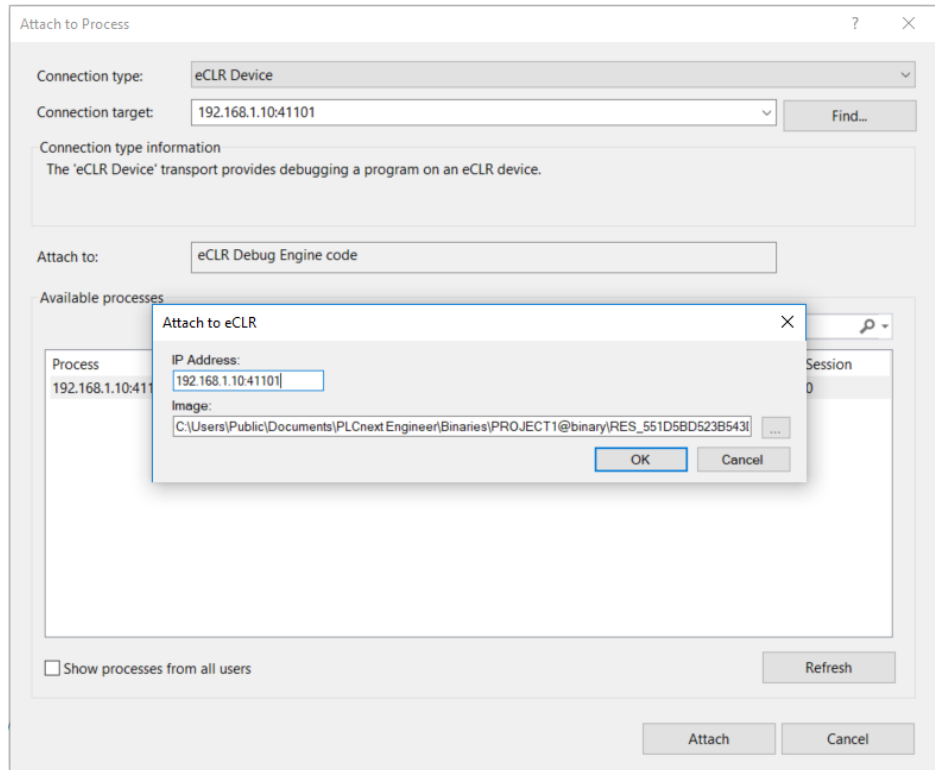 Attach to Process
Connection type: eCLR Device
Connection target: 192.168.1.10:41101 Find...
Connection type information
The 'eCLR Device' transport provides debugging a program on an eCLR device.
Attach to: eCLR Debug Engine code
Available processes
Attach to eCLR
IP Address:
192.168.1.10:41101
Image:
C:\Users\Public\Documents\PLCnext Engineer\Binaries\PROJECT1@binary\RES_551D5BD523B543
...
OK Cancel
Process Session
192.168.1.10:411 0
Show processes from all users Refresh
Attach Cancel